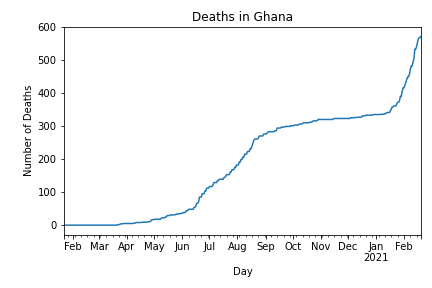 Deaths in Ghana
Number of Deaths
600
500
400
300
200
100
0
Feb Mar Apr May Jun Jul Aug Sep Oct Nov Dec Jan Feb
2021
Day